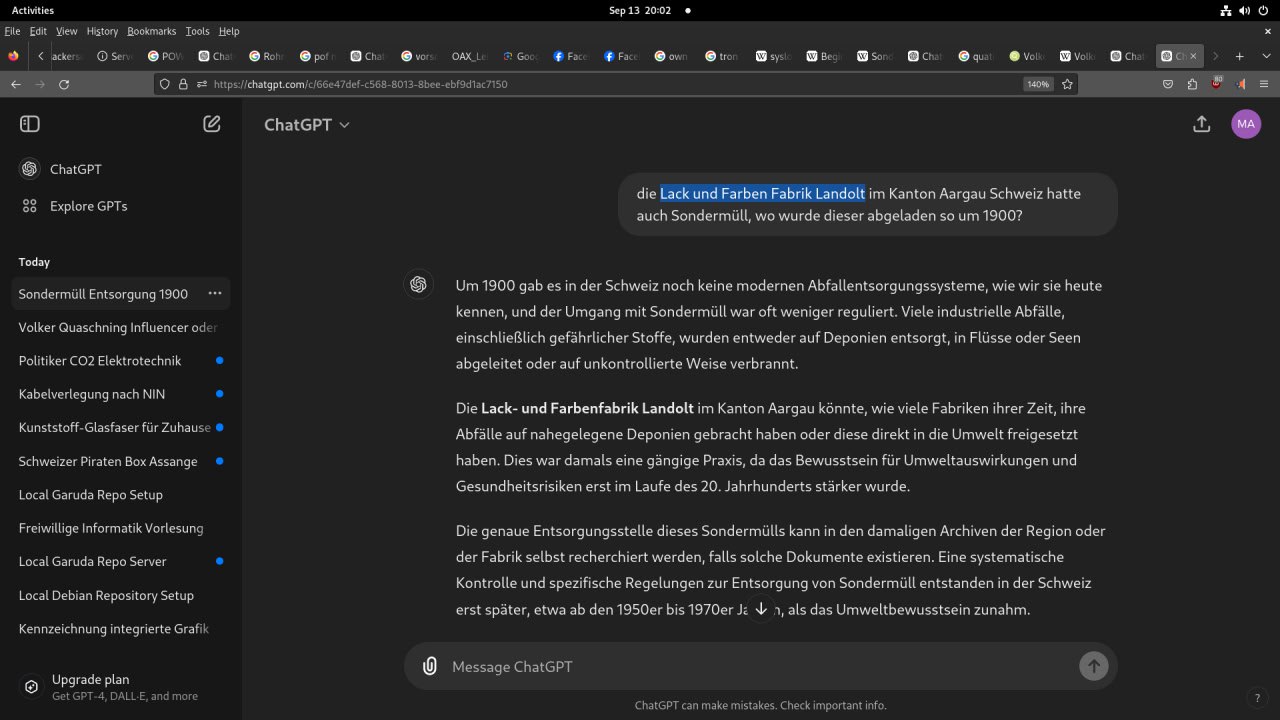 Activities
Sep 13 20:02
File Edit View History Bookmarks Tools Help
ackers Serv POW Chat Rohr pof n Chat vors OAX_Le Goog Face Face own tron syslo Begi Sond Chat quat Volke Volk Chat Ch
https://chatgpt.com/c/66e47def-c568-8013-8bee-ebf9d1ac7150
140%
80
ChatGPT
MA
ChatGPT
Explore GPTs
Today
Sondermüll Entsorgung 1900
Volker Quaschning Influencer oder
Politiker CO2 Elektrotechnik
Kabelverlegung nach NIN
Kunststoff-Glasfaser für Zuhause
Schweizer Piraten Box Assange
Local Garuda Repo Setup
Freiwillige Informatik Vorlesung
Local Garuda Repo Server
Local Debian Repository Setup
Kennzeichnung integrierte Grafik
Upgrade plan
Get GPT-4, DALL·E, and more
die Lack und Farben Fabrik Landolt im Kanton Aargau Schweiz hatte
auch Sondermüll, wo wurde dieser abgeladen so um 1900?
Um 1900 gab es in der Schweiz noch keine modernen Abfallentsorgungssysteme, wie wir sie heute
kennen, und der Umgang mit Sondermüll war oft weniger reguliert. Viele industrielle Abfälle,
einschließlich gefährlicher Stoffe, wurden entweder auf Deponien entsorgt, in Flüsse oder Seen
abgeleitet oder auf unkontrollierte Weise verbrannt.
Die Lack- und Farbenfabrik Landolt im Kanton Aargau könnte, wie viele Fabriken ihrer Zeit, ihre
Abfälle auf nahegelegene Deponien gebracht haben oder diese direkt in die Umwelt freigesetzt
haben. Dies war damals eine gängige Praxis, da das Bewusstsein für Umweltauswirkungen und
Gesundheitsrisiken erst im Laufe des 20. Jahrhunderts stärker wurde.
Die genaue Entsorgungsstelle dieses Sondermülls kann in den damaligen Archiven der Region oder
der Fabrik selbst recherchiert werden, falls solche Dokumente existieren. Eine systematische
Kontrolle und spezifische Regelungen zur Entsorgung von Sondermüll entstanden in der Schweiz
erst später, etwa ab den 1950er bis 1970er Ja n, als das Umweltbewusstsein zunahm.
Message ChatGPT
ChatGPT can make mistakes. Check important info.
?